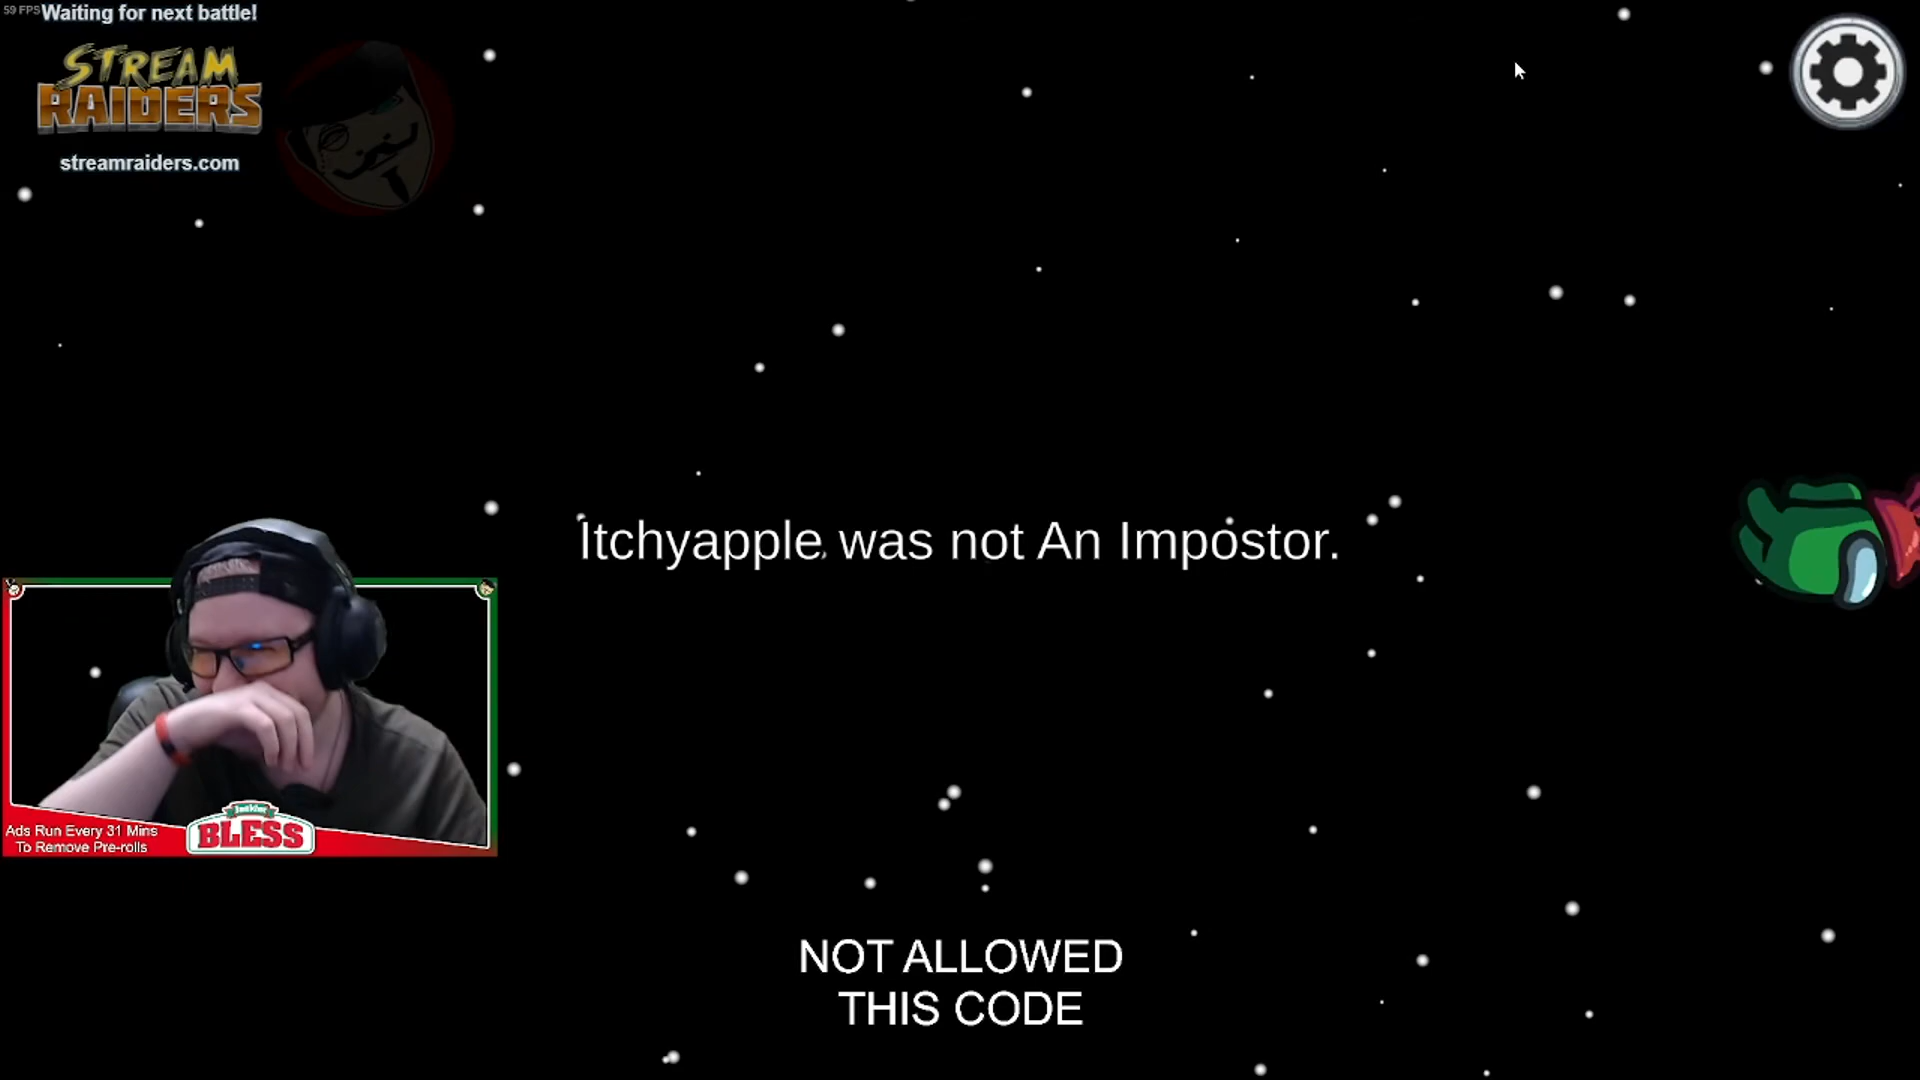 59 FPS
Waiting for next battle!
STREAM
RAIDERS
streamraiders.com
Itchyapple was not An Impostor.
Ads Run Every 31 Mins
To Remove Pre-rolls
BLESS
NOT ALLOWED
THIS CODE